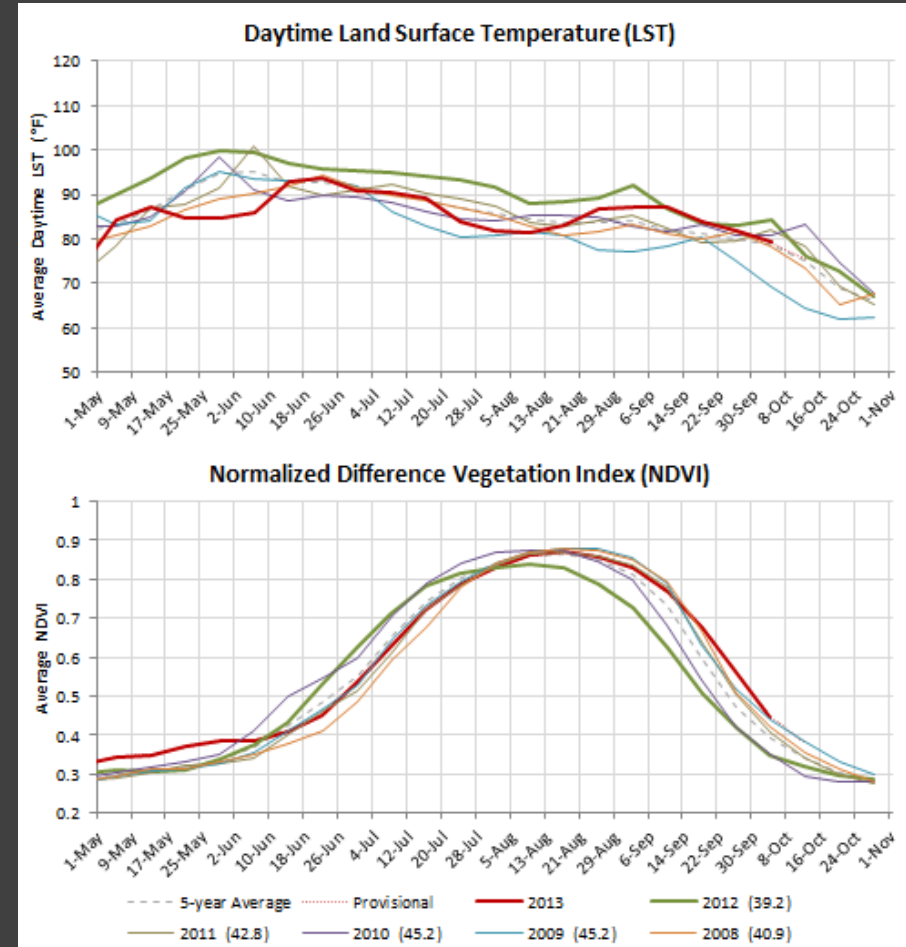 Daytime Land Surface Temperature (LST)
120
110
100
90
80
70
60
50
Average Daytime LST (°F)
1-May 9-May 17-May 25-May 2-Jun 10-Jun 18-Jun 26-Jun 4-Jul 12-Jul 20-Jul 28-Jul 5-Aug 13-Aug 21-Aug 29-Aug 6-Sep 14-Sep 22-Sep 30-Sep 8-Oct 16-Oct 24-Oct 1-Nov
Normalized Difference Vegetation Index (NDVI)
1
0.9
0.8
0.7
0.6
0.5
0.4
0.3
0.2
Average NDVI
1-May 9-May 17-May 25-May 2-Jun 10-Jun 18-Jun 26-Jun 4-Jul 12-Jul 20-Jul 28-Jul 5-Aug 13-Aug 21-Aug 29-Aug 6-Sep 14-Sep 22-Sep 30-Sep 8-Oct 16-Oct 24-Oct 1-Nov
5-year Average Provisional 2013 2012 (39.2)
2011 (42.8) 2010 (45.2) 2009 (45.2) 2008 (40.9)